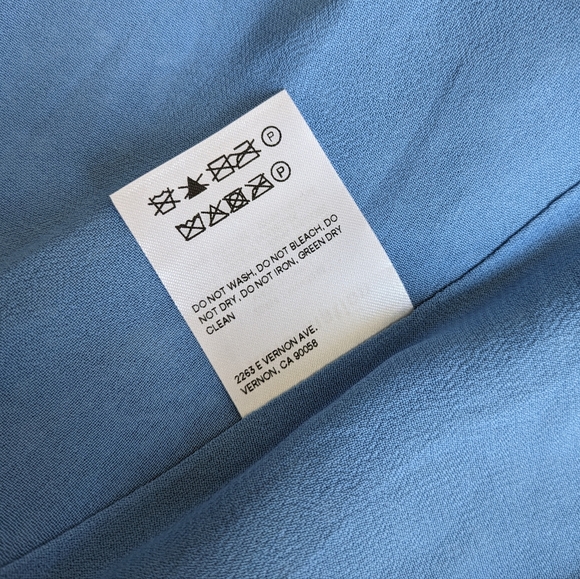 P
P
DO NOT WASH, DO NOT BLEACH, DO
NOT DRY , DO NOT IRON, GREEN DRY
CLEAN
2263 E VERNON AVE.
VERNON, CA 90058